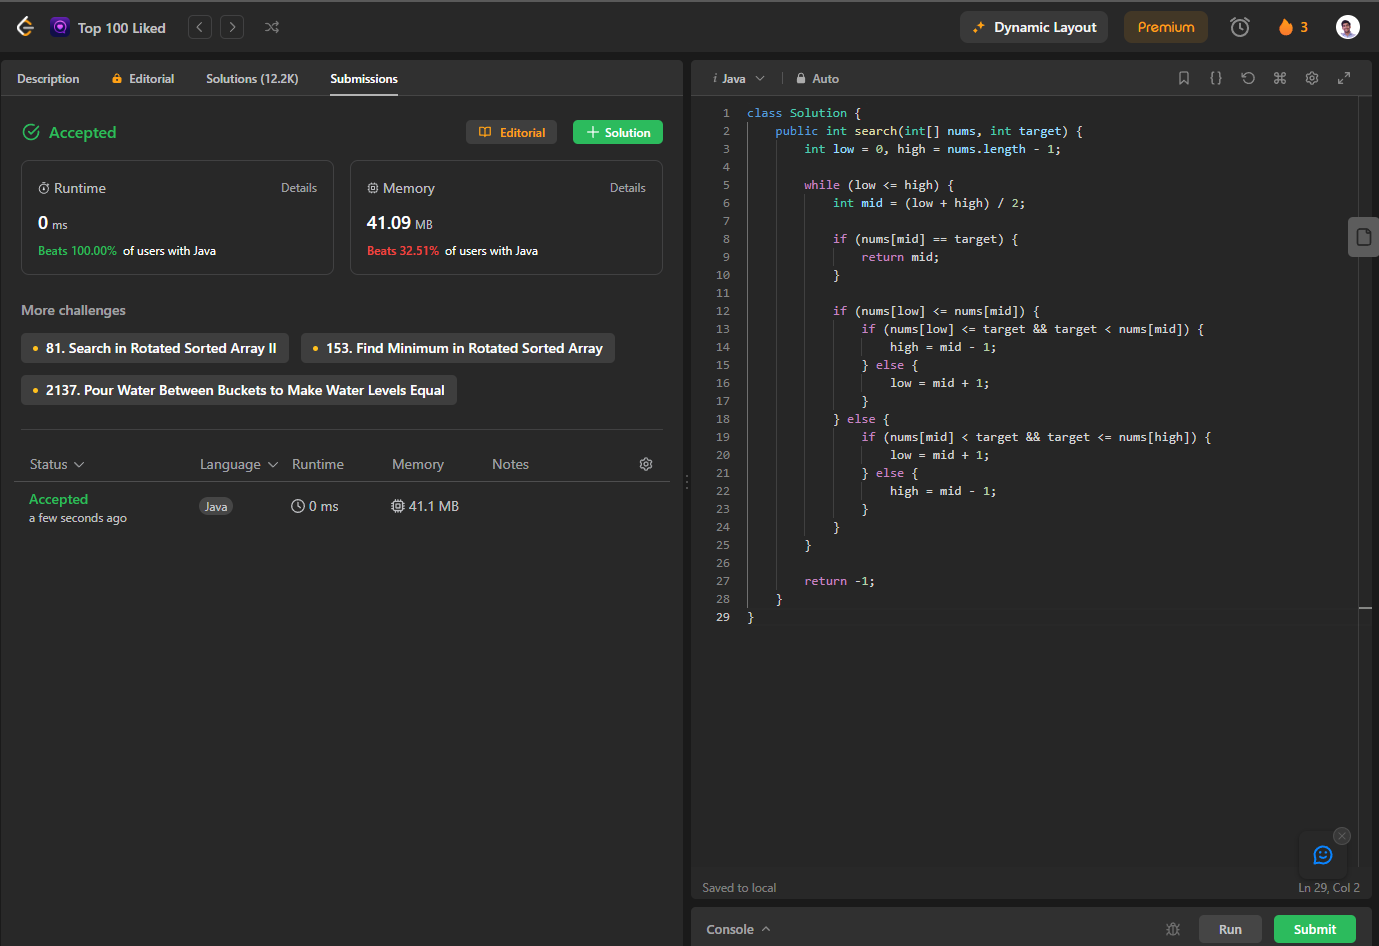 Top 100 Liked
Dynamic Layout
Premium
3
Description
Editorial
Solutions (12.2K)
Submissions
Accepted
Editorial
Solution
Runtime
Details
0 ms
Beats 100.00% of users with Java
Memory
Details
41.09 MB
Beats 32.51% of users with Java
More challenges
81. Search in Rotated Sorted Array II
153. Find Minimum in Rotated Sorted Array
2137. Pour Water Between Buckets to Make Water Levels Equal
Status Language Runtime Memory Notes
Accepted
a few seconds ago
Java
0 ms
41.1 MB
i Java
Auto
1 class Solution {
2 public int search(int[] nums, int target) {
3 int low = 0, high = nums.length - 1;
4
5 while (low <= high) {
6 int mid = (low + high) / 2;
7
8 if (nums[mid] == target) {
9 return mid;
10 }
11
12 if (nums[low] <= nums[mid]) {
13 if (nums[low] <= target && target < nums[mid]) {
14 high = mid - 1;
15 } else {
16 low = mid + 1;
17 }
18 } else {
19 if (nums[mid] < target && target <= nums[high]) {
20 low = mid + 1;
21 } else {
22 high = mid - 1;
23 }
24 }
25 }
26
27 return -1;
28 }
29 }
Saved to local
Ln 29, Col 2
Console
Run
Submit